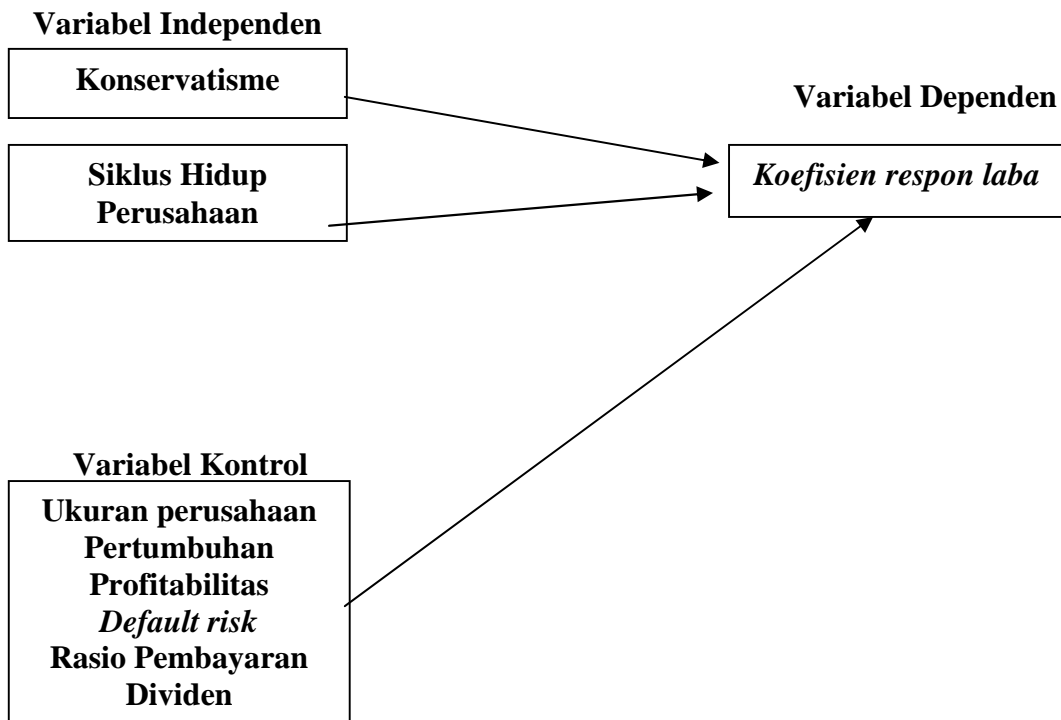 Variabel Independen
Konservatisme
Siklus Hidup
Perusahaan
Variabel Dependen
Koefisien respon laba
Variabel Kontrol
Ukuran perusahaan
Pertumbuhan
Profitabilitas
Default risk
Rasio Pembayaran
Dividen